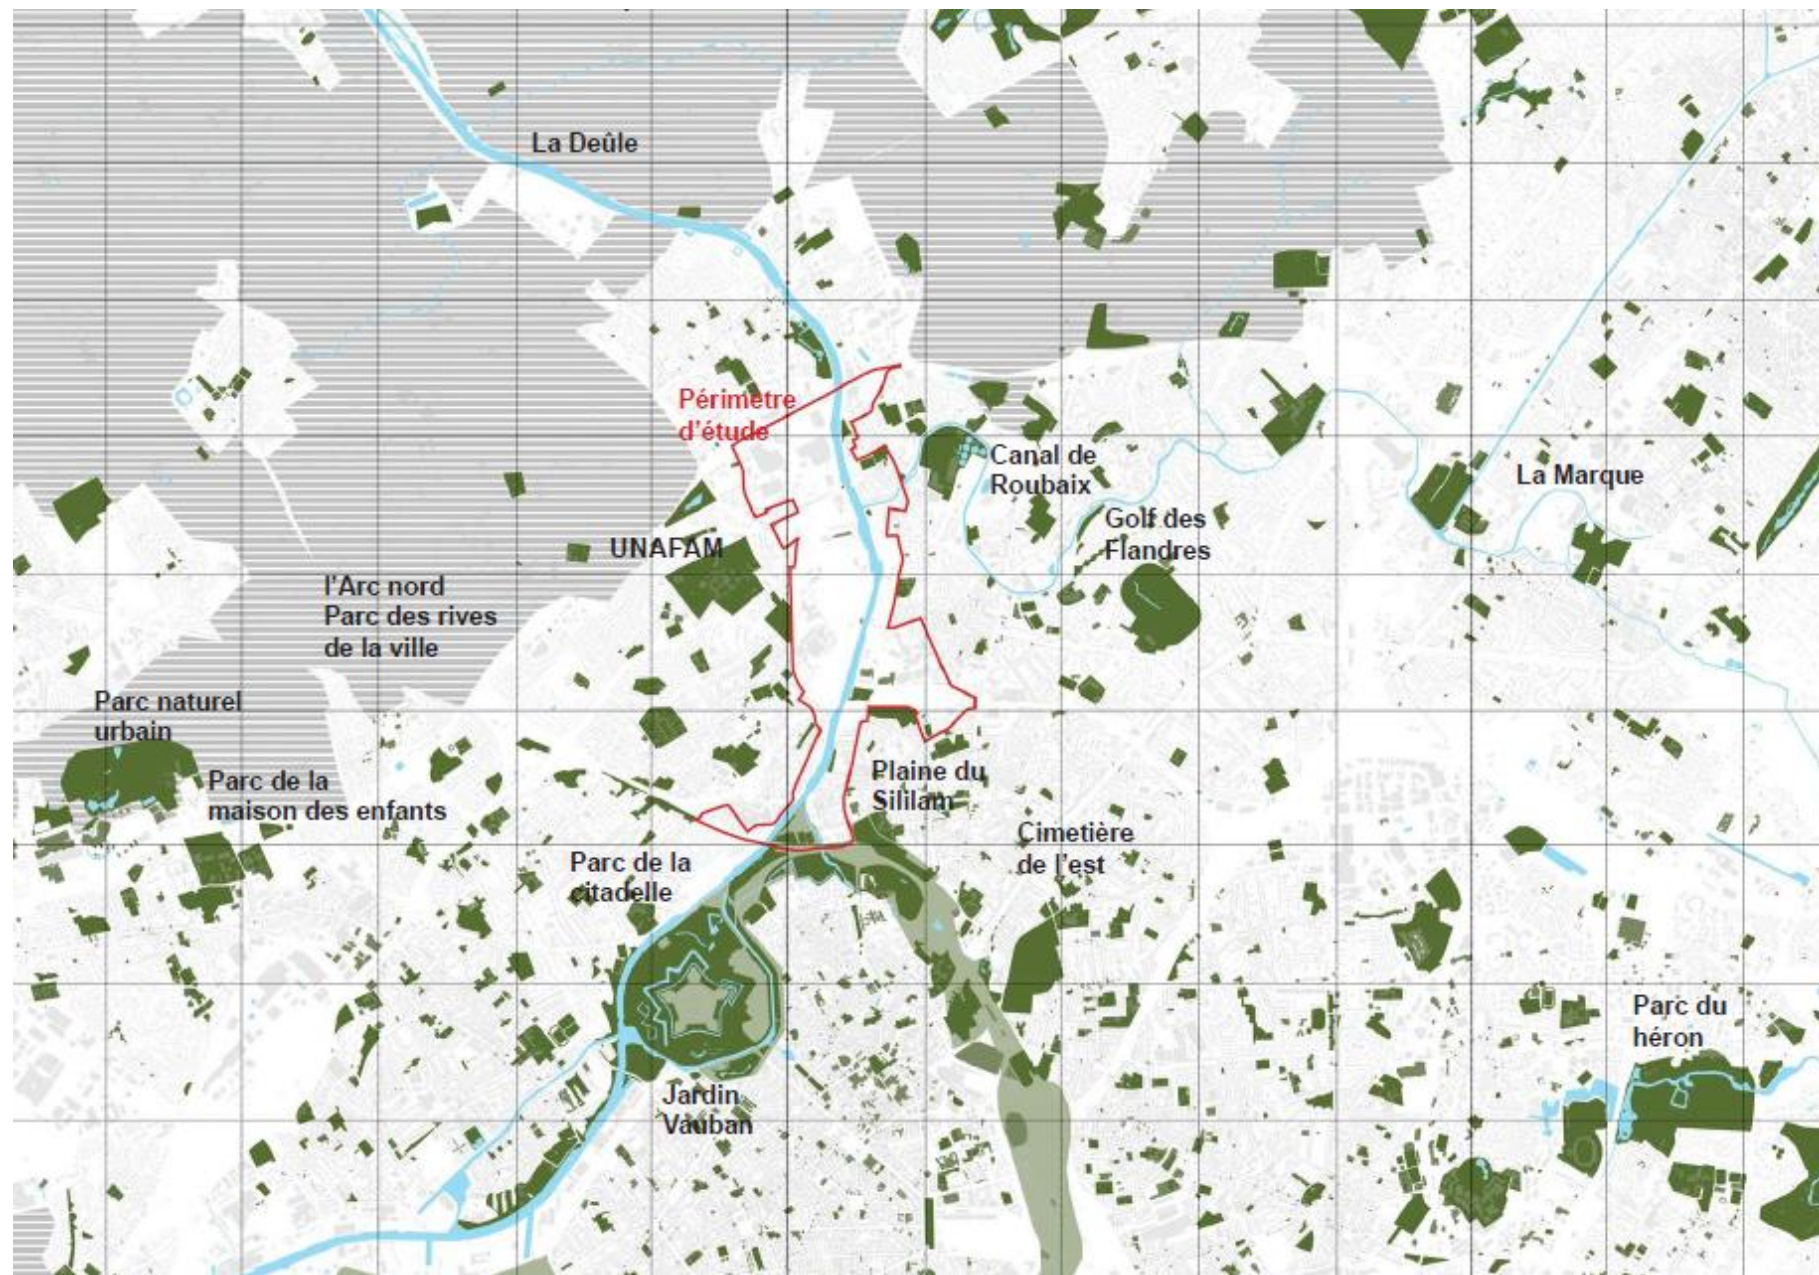 La Deûle
Périmètre
d'étude
Canal de
Roubaix
La Marque
Golf des
Flandres
UNAFAM
l'Arc nord
Parc des rives
de la ville
Parc naturel
urbain
Parc de la
maison des enfants
Plaine du
Sililam
Cimetière
de l'est
Parc de la
citadelle
Parc du
héron
Jardin
Vauban